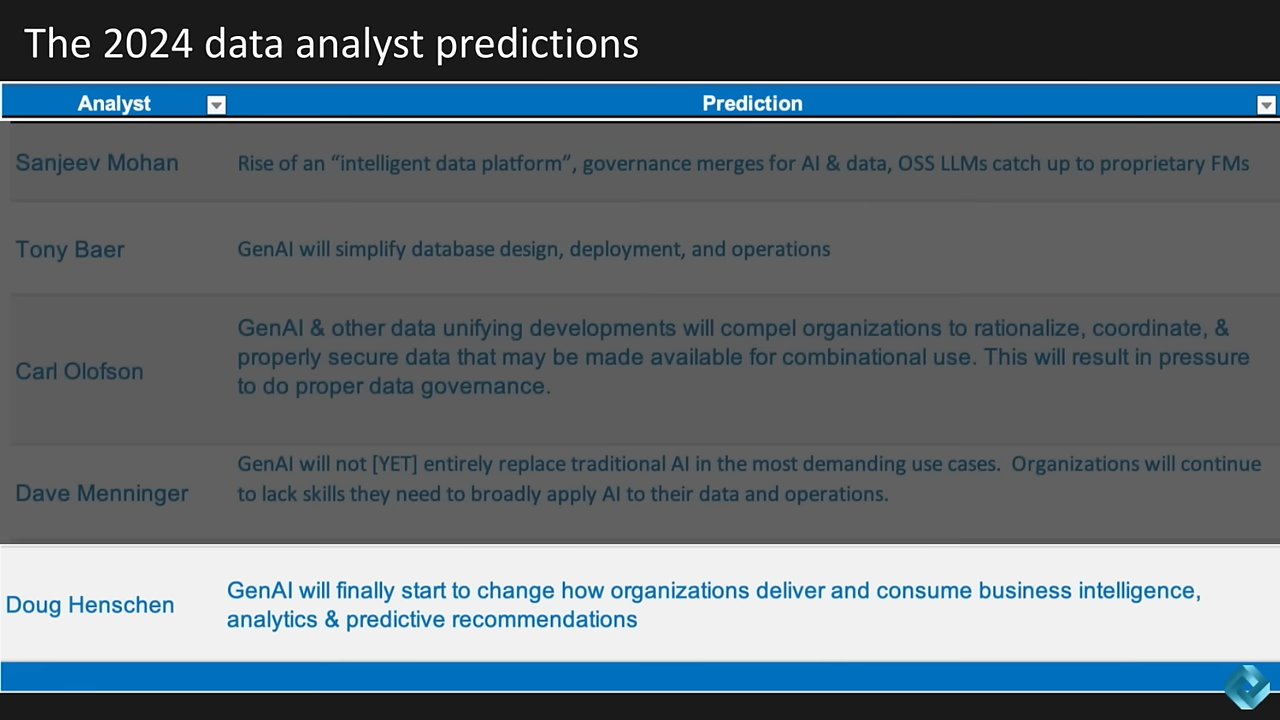 The 2024 data analyst predictions
Analyst
Prediction
Sanjeev Mohan
Rise of an “intelligent data platform”, governance merges for AI & data, OSS LLMs catch up to proprietary FMs
Tony Baer
GenAI will simplify database design, deployment, and operations
Carl Olofson
GenAI & other data unifying developments will compel organizations to rationalize, coordinate, &
properly secure data that may be made available for combinational use. This will result in pressure
to do proper data governance.
Dave Menninger
GenAI will not [YET] entirely replace traditional AI in the most demanding use cases.  Organizations will continue
to lack skills they need to broadly apply AI to their data and operations.
Doug Henschen
GenAI will finally start to change how organizations deliver and consume business intelligence,
analytics & predictive recommendations